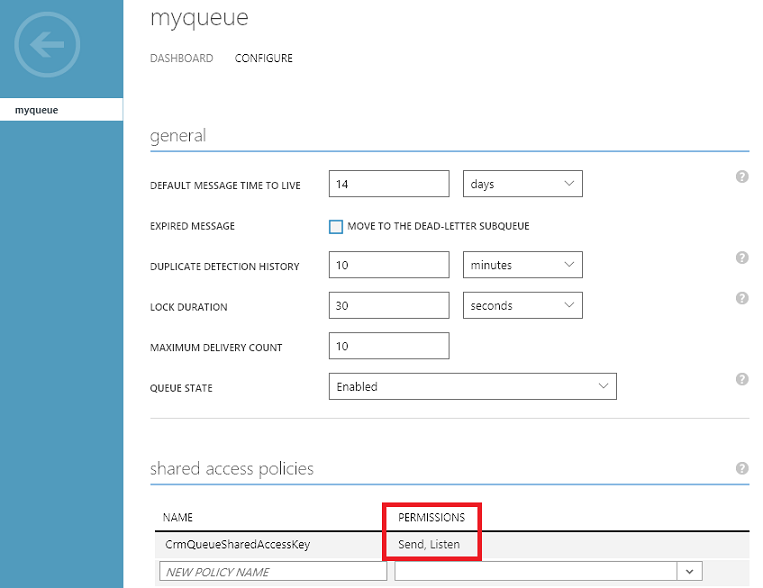 myqueue
DASHBOARD CONFIGURE
myqueue
general
DEFAULT MESSAGE TIME TO LIVE 14 days ?
EXPIRED MESSAGE MOVE TO THE DEAD-LETTER SUBQUEUE
DUPLICATE DETECTION HISTORY 10 minutes ?
LOCK DURATION 30 seconds ?
MAXIMUM DELIVERY COUNT 10
QUEUE STATE Enabled ?
shared access policies ?
NAME PERMISSIONS
CrmQueueSharedAccessKey Send, Listen
NEW POLICY NAME